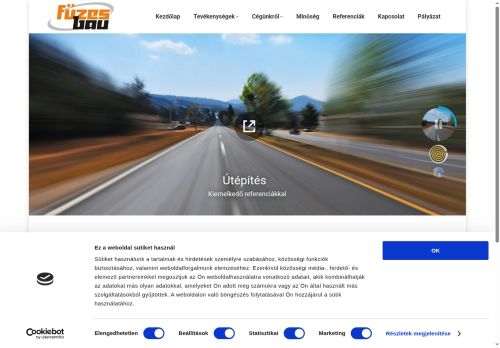 Füzes
bau
Kezdőlap Tevékenységek Cégünkről Minőség Referenciák Kapcsolat Pályázat
Útépítés
Kiemelkedő referenciákkal
Ez a weboldal sütiket használ
Sütiket használunk a tartalmak és hirdetések személyre szabásához, közösségi funkciók
biztosításához, valamint weboldalforgalmunk elemzéséhez. Ezenkívül közösségi média-, hirdető- és
elemező partnereinkkel megosztjuk az Ön weboldalhasználatra vonatkozó adatait, akik kombinálhatják
az adatokat más olyan adatokkal, amelyeket Ön adott meg számukra vagy az Ön által használt más
szolgáltatásokból gyűjtöttek. A weboldalon való böngészés folytatásával Ön hozzájárul a sütik
használatához.
OK
Cookiebot
by Usercentrics
Elengedhetetlen Beállítások Statisztikai Marketing Részletek megjelenítése